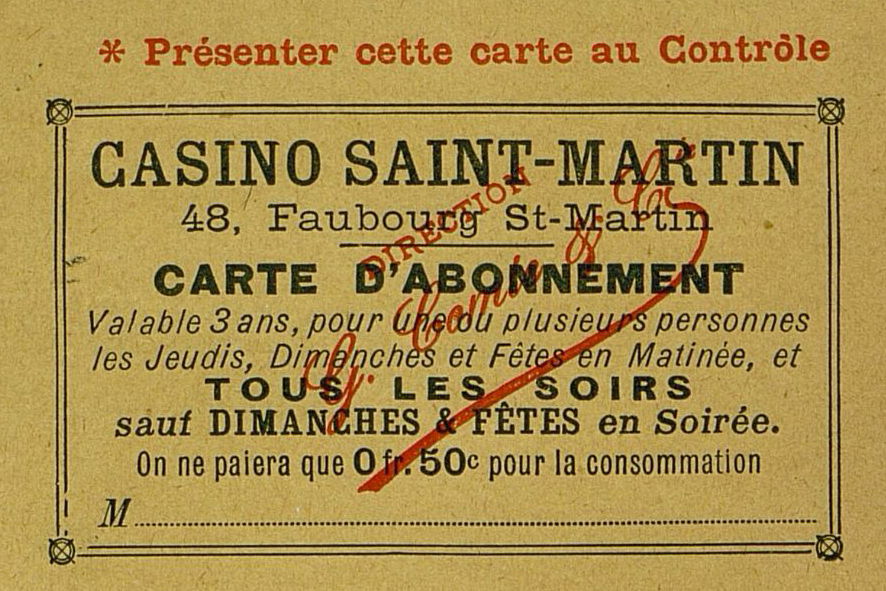 * Présenter cette carte au Contrôle
CASINO SAINT-MARTIN
48, Faubourg St-Martin
CARTE D'ABONNEMENT
Valable 3 ans, pour une ou plusieurs personnes
les Jeudis, Dimanches et Fêtes en Matinée, et
TOUS LES SOIRS
sauf DIMANCHES & FÊTES en Soirée.
On ne paiera que 0 fr. 50c pour la consommation
M
DIRECTION
G. & Cie